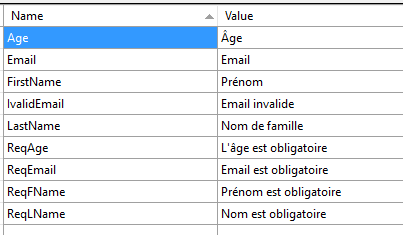 Name Value
Age Âge
Email Email
FirstName Prénom
IvalidEmail Email invalide
LastName Nom de famille
ReqAge L'âge est obligatoire
ReqEmail Email est obligatoire
ReqFName Prénom est obligatoire
ReqLName Nom est obligatoire